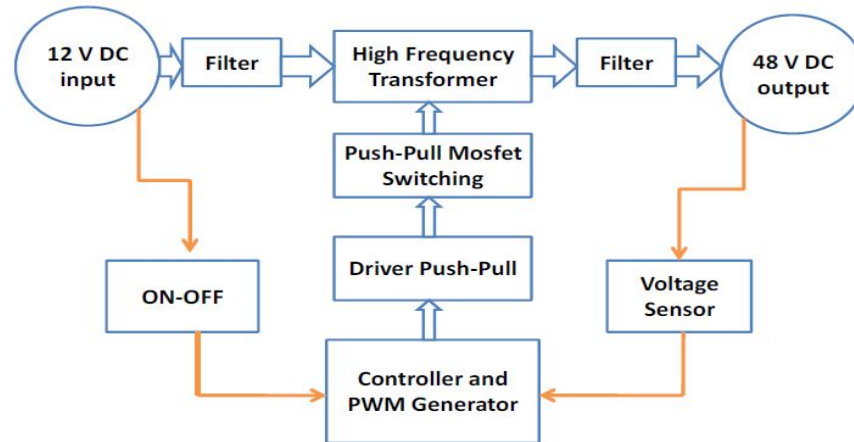 12 V DC
input
Filter
High Frequency
Transformer
Filter
48 V DC
output
Push-Pull Mosfet
Switching
Driver Push-Pull
ON-OFF
Voltage
Sensor
Controller and
PWM Generator